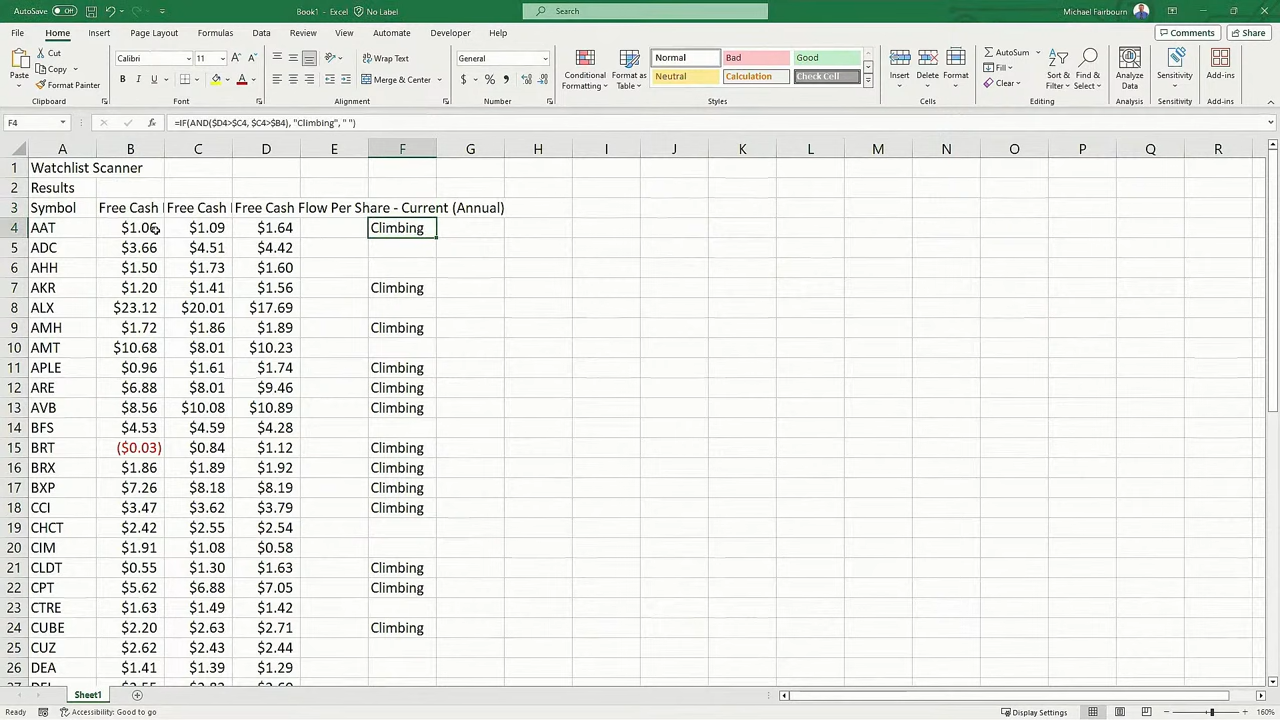 AutoSave Off Book1 - Excel No Label Search Michael Fairbourn
File Home Insert Page Layout Formulas Data Review View Automate Developer Help Comments Share
Paste Cut Copy Format Painter Calibri 11 B I U A A A Wrap Text Merge & Center General $ % Conditional Formatting Format as Table Normal Bad Good Neutral Calculation Check Cell Insert Delete Format AutoSum Fill Clear Sort & Filter Find & Select Analyze Data Sensitivity Add-ins
Clipboard Font Alignment Number Styles Cells Editing Analysis Sensitivity Add-ins
F4 fx =IF(AND($D4>$C4, $C4>$B4), "Climbing", " ")
A B C D E F G H I J K L M N O P Q R
1 Watchlist Scanner
2 Results
3 Symbol Free Cash Free Cash Free Cash Flow Per Share - Current (Annual)
4 AAT $1.06 $1.09 $1.64 Climbing
5 ADC $3.66 $4.51 $4.42
6 AHH $1.50 $1.73 $1.60
7 AKR $1.20 $1.41 $1.56 Climbing
8 ALX $23.12 $20.01 $17.69
9 AMH $1.72 $1.86 $1.89 Climbing
10 AMT $10.68 $8.01 $10.23
11 APLE $0.96 $1.61 $1.74 Climbing
12 ARE $6.88 $8.01 $9.46 Climbing
13 AVB $8.56 $10.08 $10.89 Climbing
14 BFS $4.53 $4.59 $4.28
15 BRT ($0.03) $0.84 $1.12 Climbing
16 BRX $1.86 $1.89 $1.92 Climbing
17 BXP $7.26 $8.18 $8.19 Climbing
18 CCI $3.47 $3.62 $3.79 Climbing
19 CHCT $2.42 $2.55 $2.54
20 CIM $1.91 $1.08 $0.58
21 CLDT $0.55 $1.30 $1.63 Climbing
22 CPT $5.62 $6.88 $7.05 Climbing
23 CTRE $1.63 $1.49 $1.42
24 CUBE $2.20 $2.63 $2.71 Climbing
25 CUZ $2.62 $2.43 $2.44
26 DEA $1.41 $1.39 $1.29
Sheet1
Ready Accessibility: Good to go Display Settings 160%